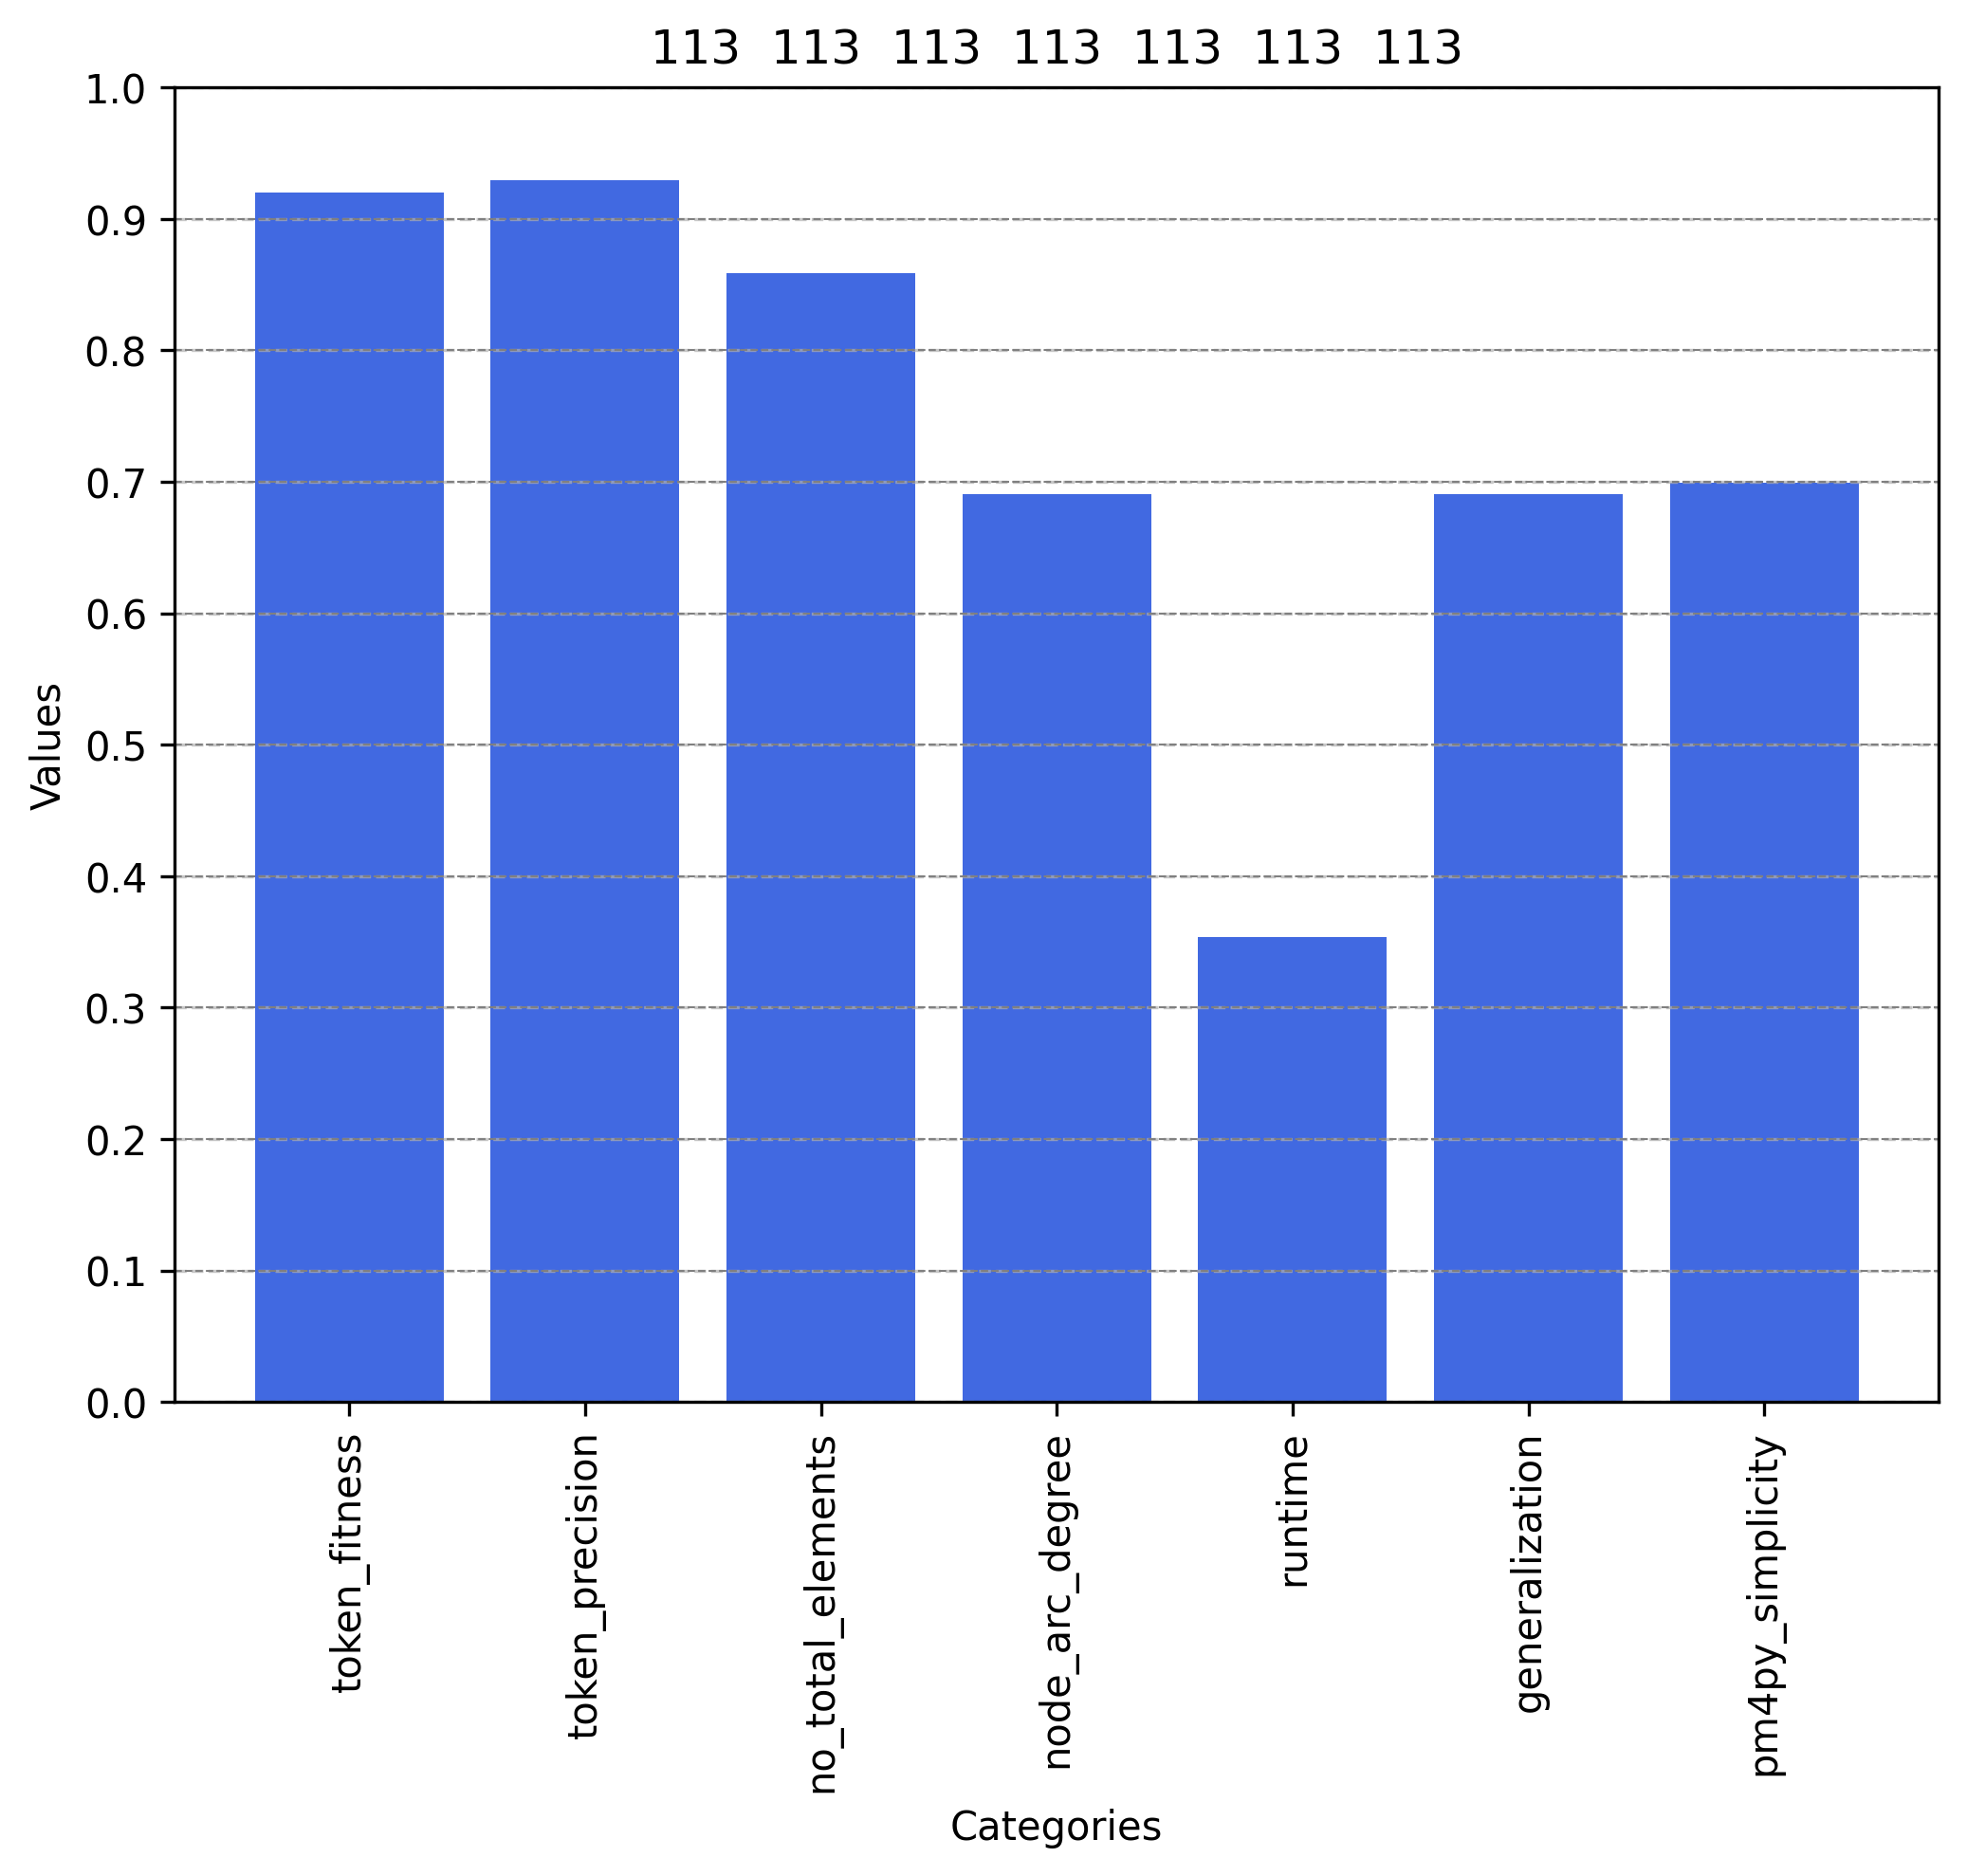 113 113 113 113 113 113 113
1.0
0.9
0.8
0.7
0.6
0.5
0.4
0.3
0.2
0.1
0.0
Values
token_fitness
token_precision
no_total_elements
node_arc_degree
runtime
generalization
pm4py_simplicity
Categories